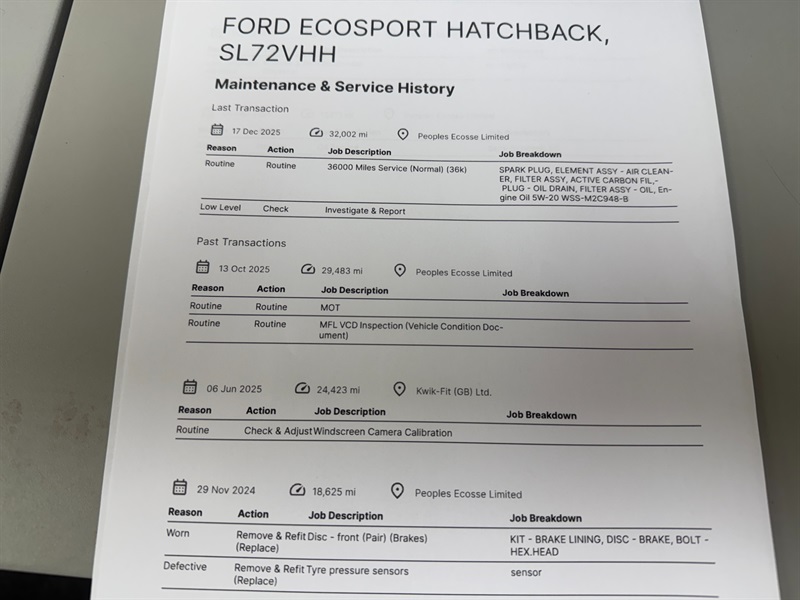 FORD ECOSPORT HATCHBACK,
SL72VHH
Maintenance & Service History
Last Transaction
17 Dec 2025 32,002 mi Peoples Ecosse Limited
Reason Action Job Description Job Breakdown
Routine Routine 36000 Miles Service (Normal) (36k) SPARK PLUG, ELEMENT ASSY - AIR CLEAN-
ER, FILTER ASSY, ACTIVE CARBON FIL,-
PLUG - OIL DRAIN, FILTER ASSY - OIL, En-
gine Oil 5W-20 WSS-M2C948-B
Low Level Check Investigate & Report
Past Transactions
13 Oct 2025 29,483 mi Peoples Ecosse Limited
Reason Action Job Description Job Breakdown
Routine Routine MOT
Routine Routine MFL VCD Inspection (Vehicle Condition Doc-
ument)
06 Jun 2025 24,423 mi Kwik-Fit (GB) Ltd.
Reason Action Job Description Job Breakdown
Routine Check & Adjust Windscreen Camera Calibration
29 Nov 2024 18,625 mi Peoples Ecosse Limited
Reason Action Job Description Job Breakdown
Worn Remove & Refit Disc - front (Pair) (Brakes) KIT - BRAKE LINING, DISC - BRAKE, BOLT -
(Replace) HEX.HEAD
Defective Remove & Refit Tyre pressure sensors sensor
(Replace)